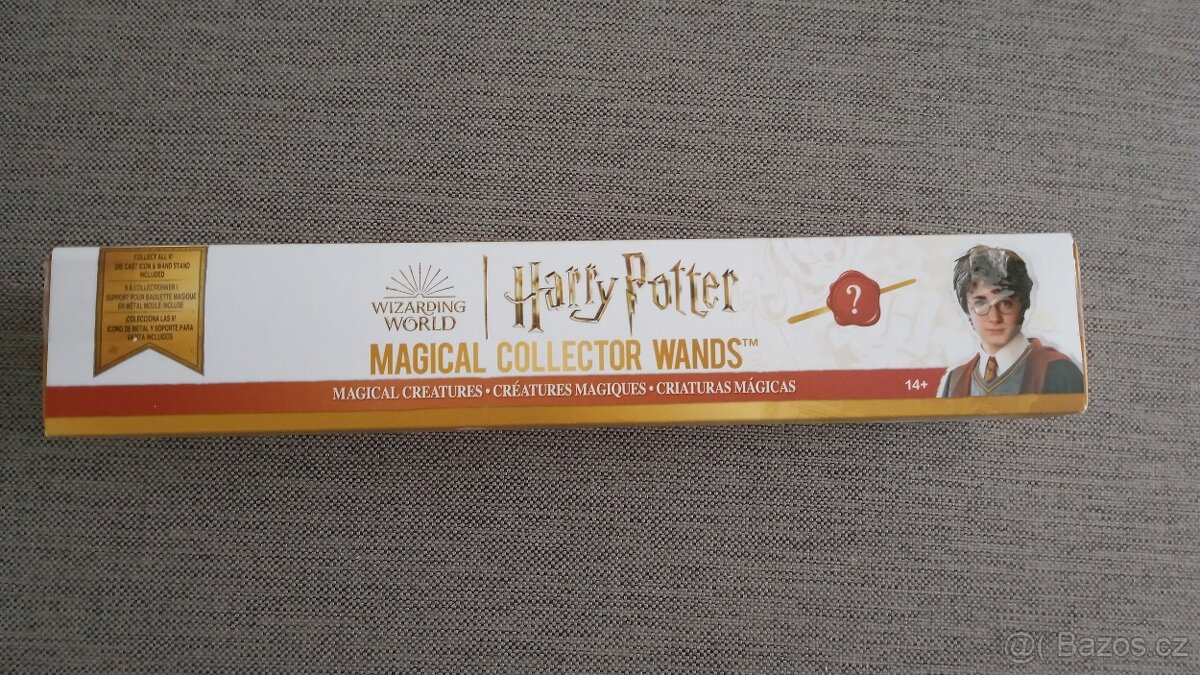 COLLECT ALL 9!
DIE CAST ICON & WAND STAND
INCLUDED
9 À COLLECTIONNER !
SUPPORT POUR BAGUETTE MAGIQUE
EN MÉTAL MOULÉ INCLUSE
¡COLECCIONA LAS 9!
ICONO DE METAL Y SOPORTE PARA
INCLUIDOS
WIZARDING
WORLD
Harry Potter
MAGICAL COLLECTOR WANDS™
MAGICAL CREATURES • CRÉATURES MAGIQUES • CRIATURAS MÁGICAS
?
14+
@( Bazos.cz